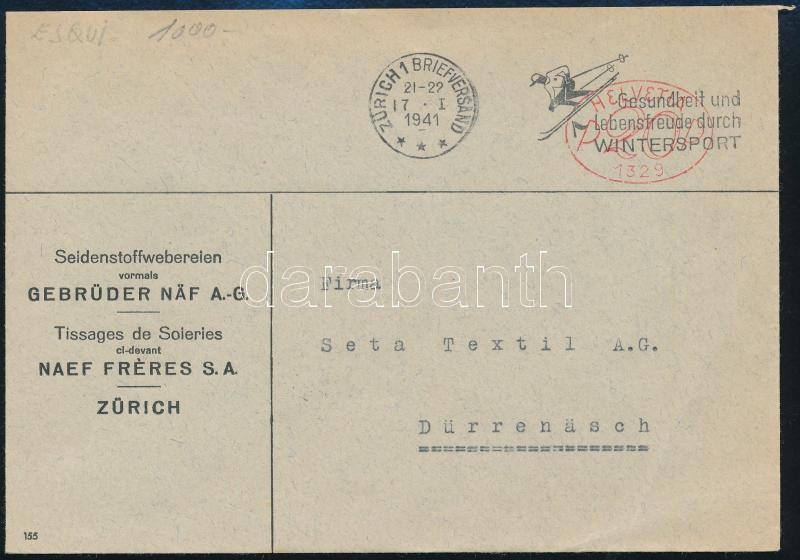 ESQUI. 1000-
ZÜRICH 1 BRIEFVERSAND
21-22
17 · I
1941
Gesundheit und
Lebensfreude durch
WINTERSPORT
HELVETIA
P 20 P
1329
Seidenstoffwebereien
vormals
GEBRÜDER NÄF A.-G.
Tissages de Soieries
ci-devant
NAEF FRÈRES S.A.
ZÜRICH
155
Firma
Seta Textil A.G.
Dürrenäsch
darabanth